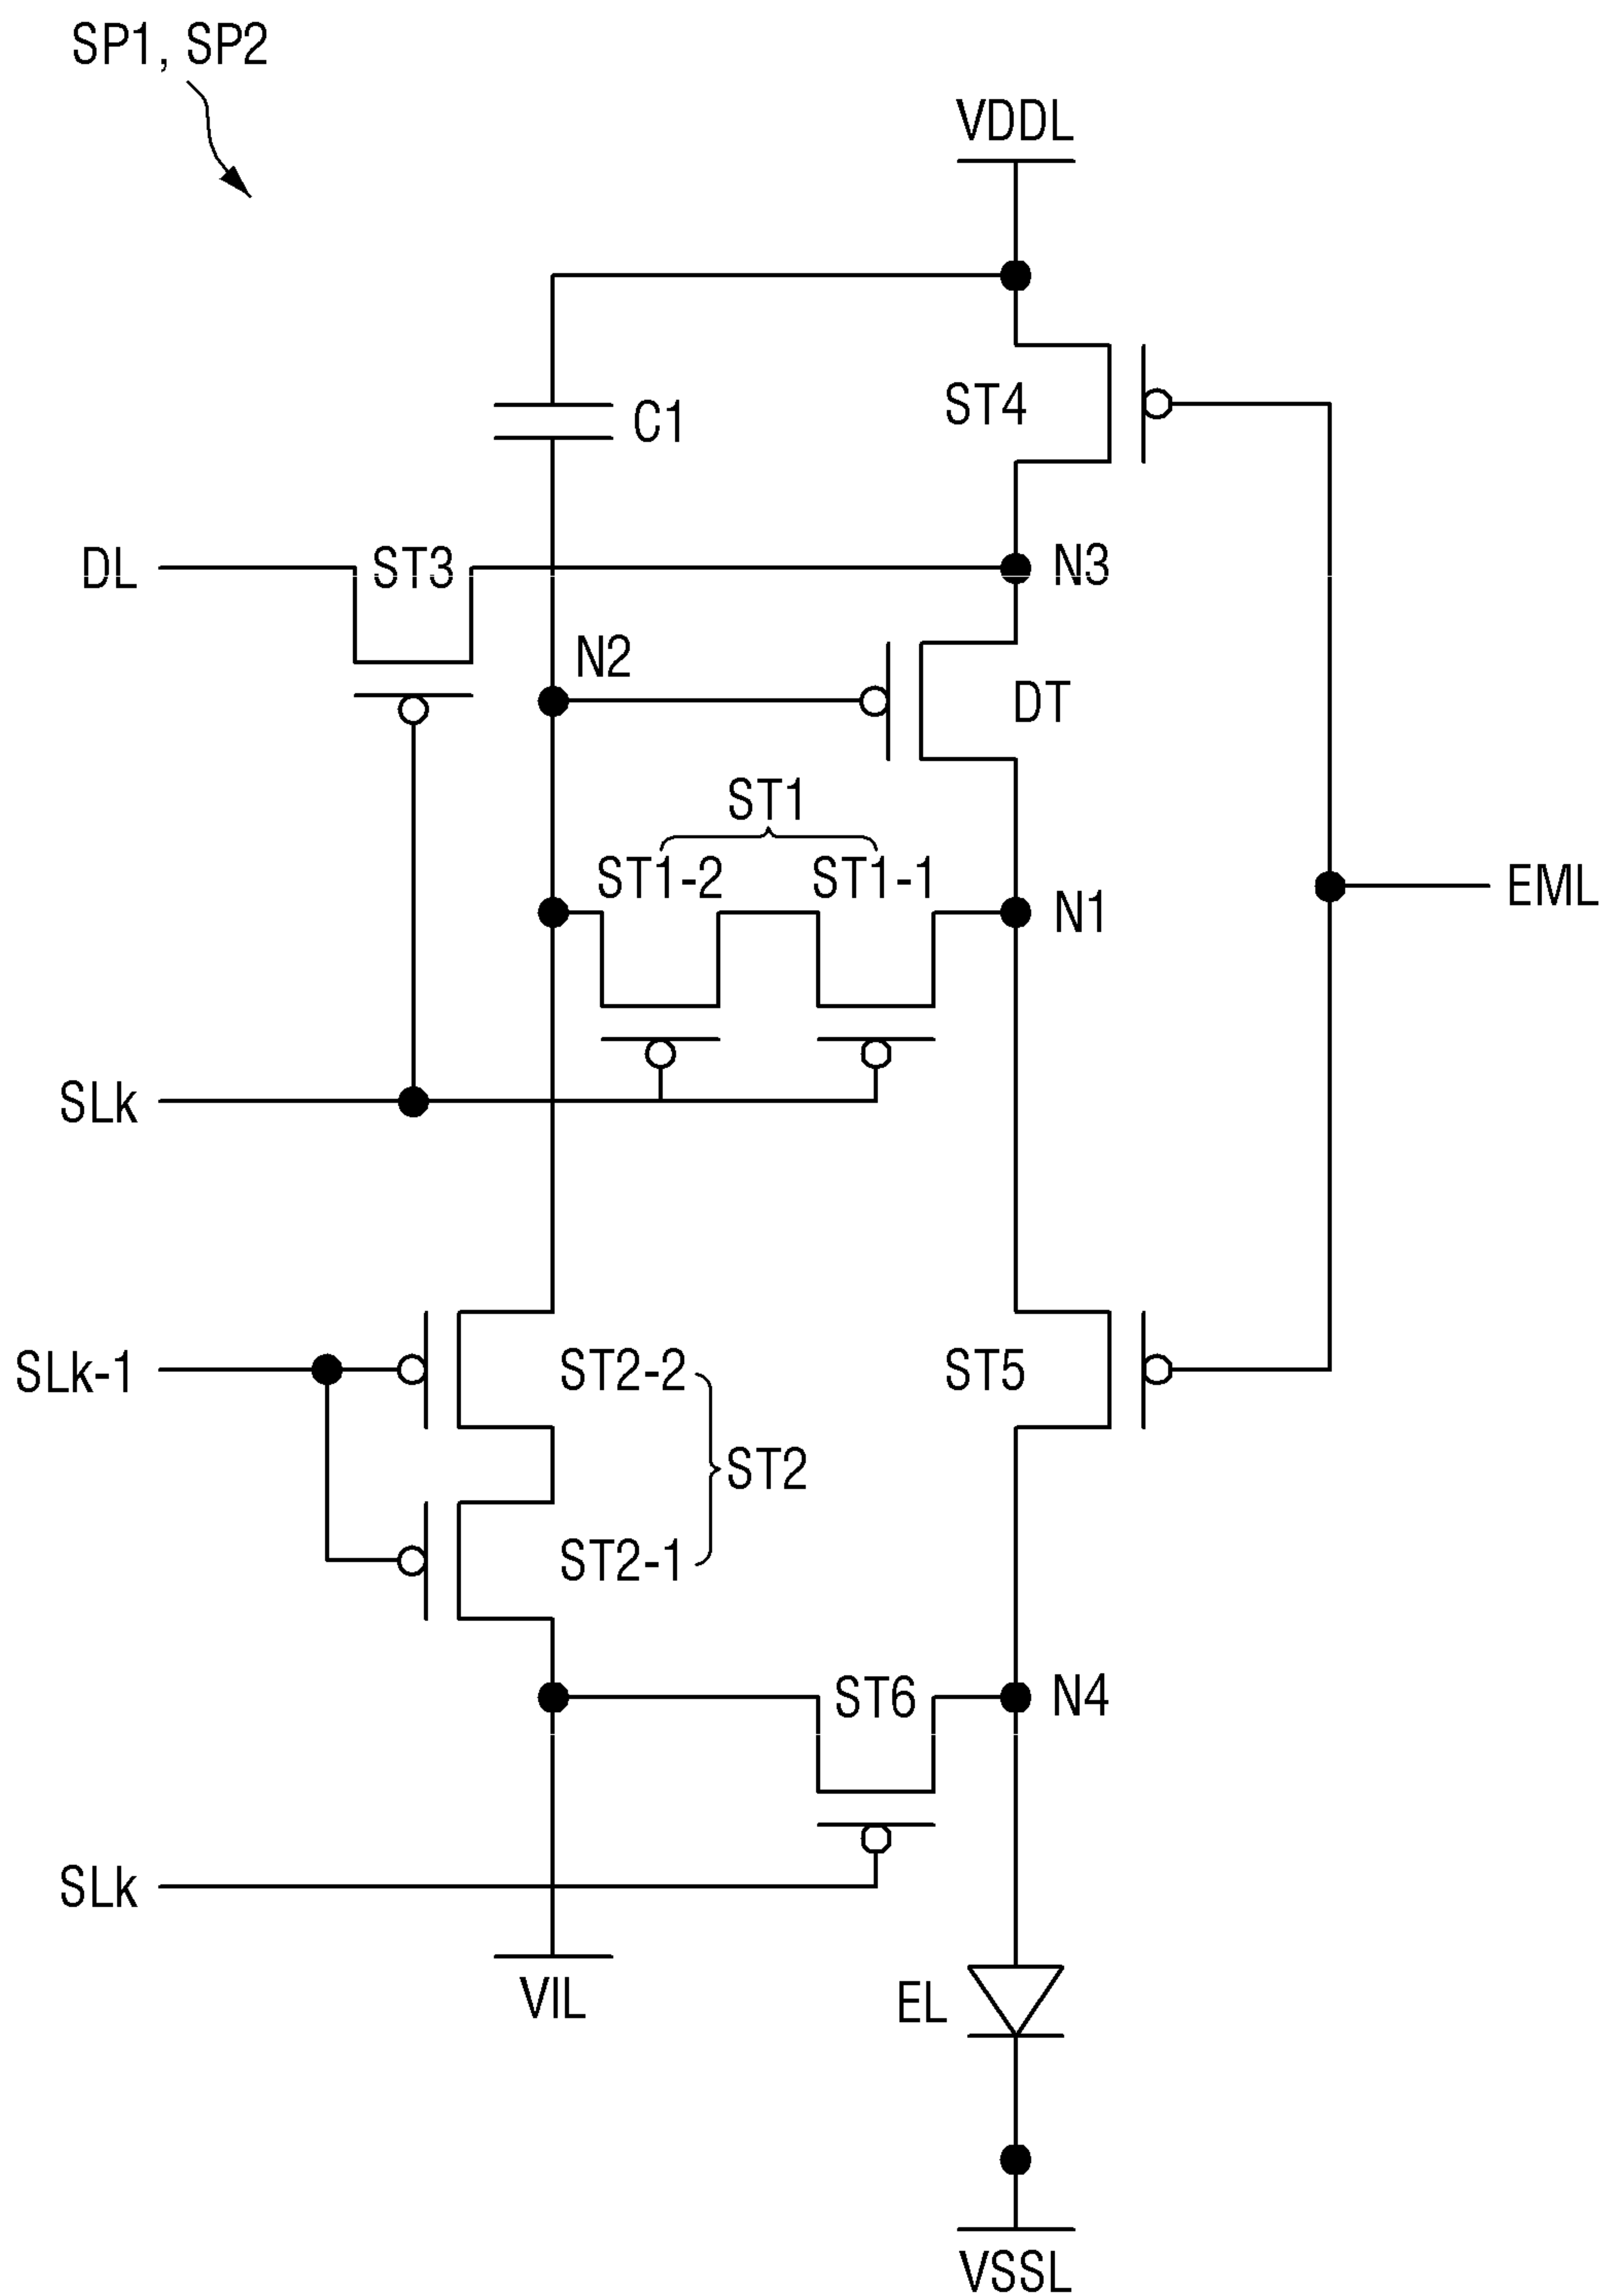 SP1, SP2
VDDL
ST4
C1
DL
ST3
N3
N2
DT
ST1
ST1-2
ST1-1
N1
EML
SLk
SLk-1
ST2-2
ST5
ST2
ST2-1
ST6
N4
SLk
VIL
EL
VSSL